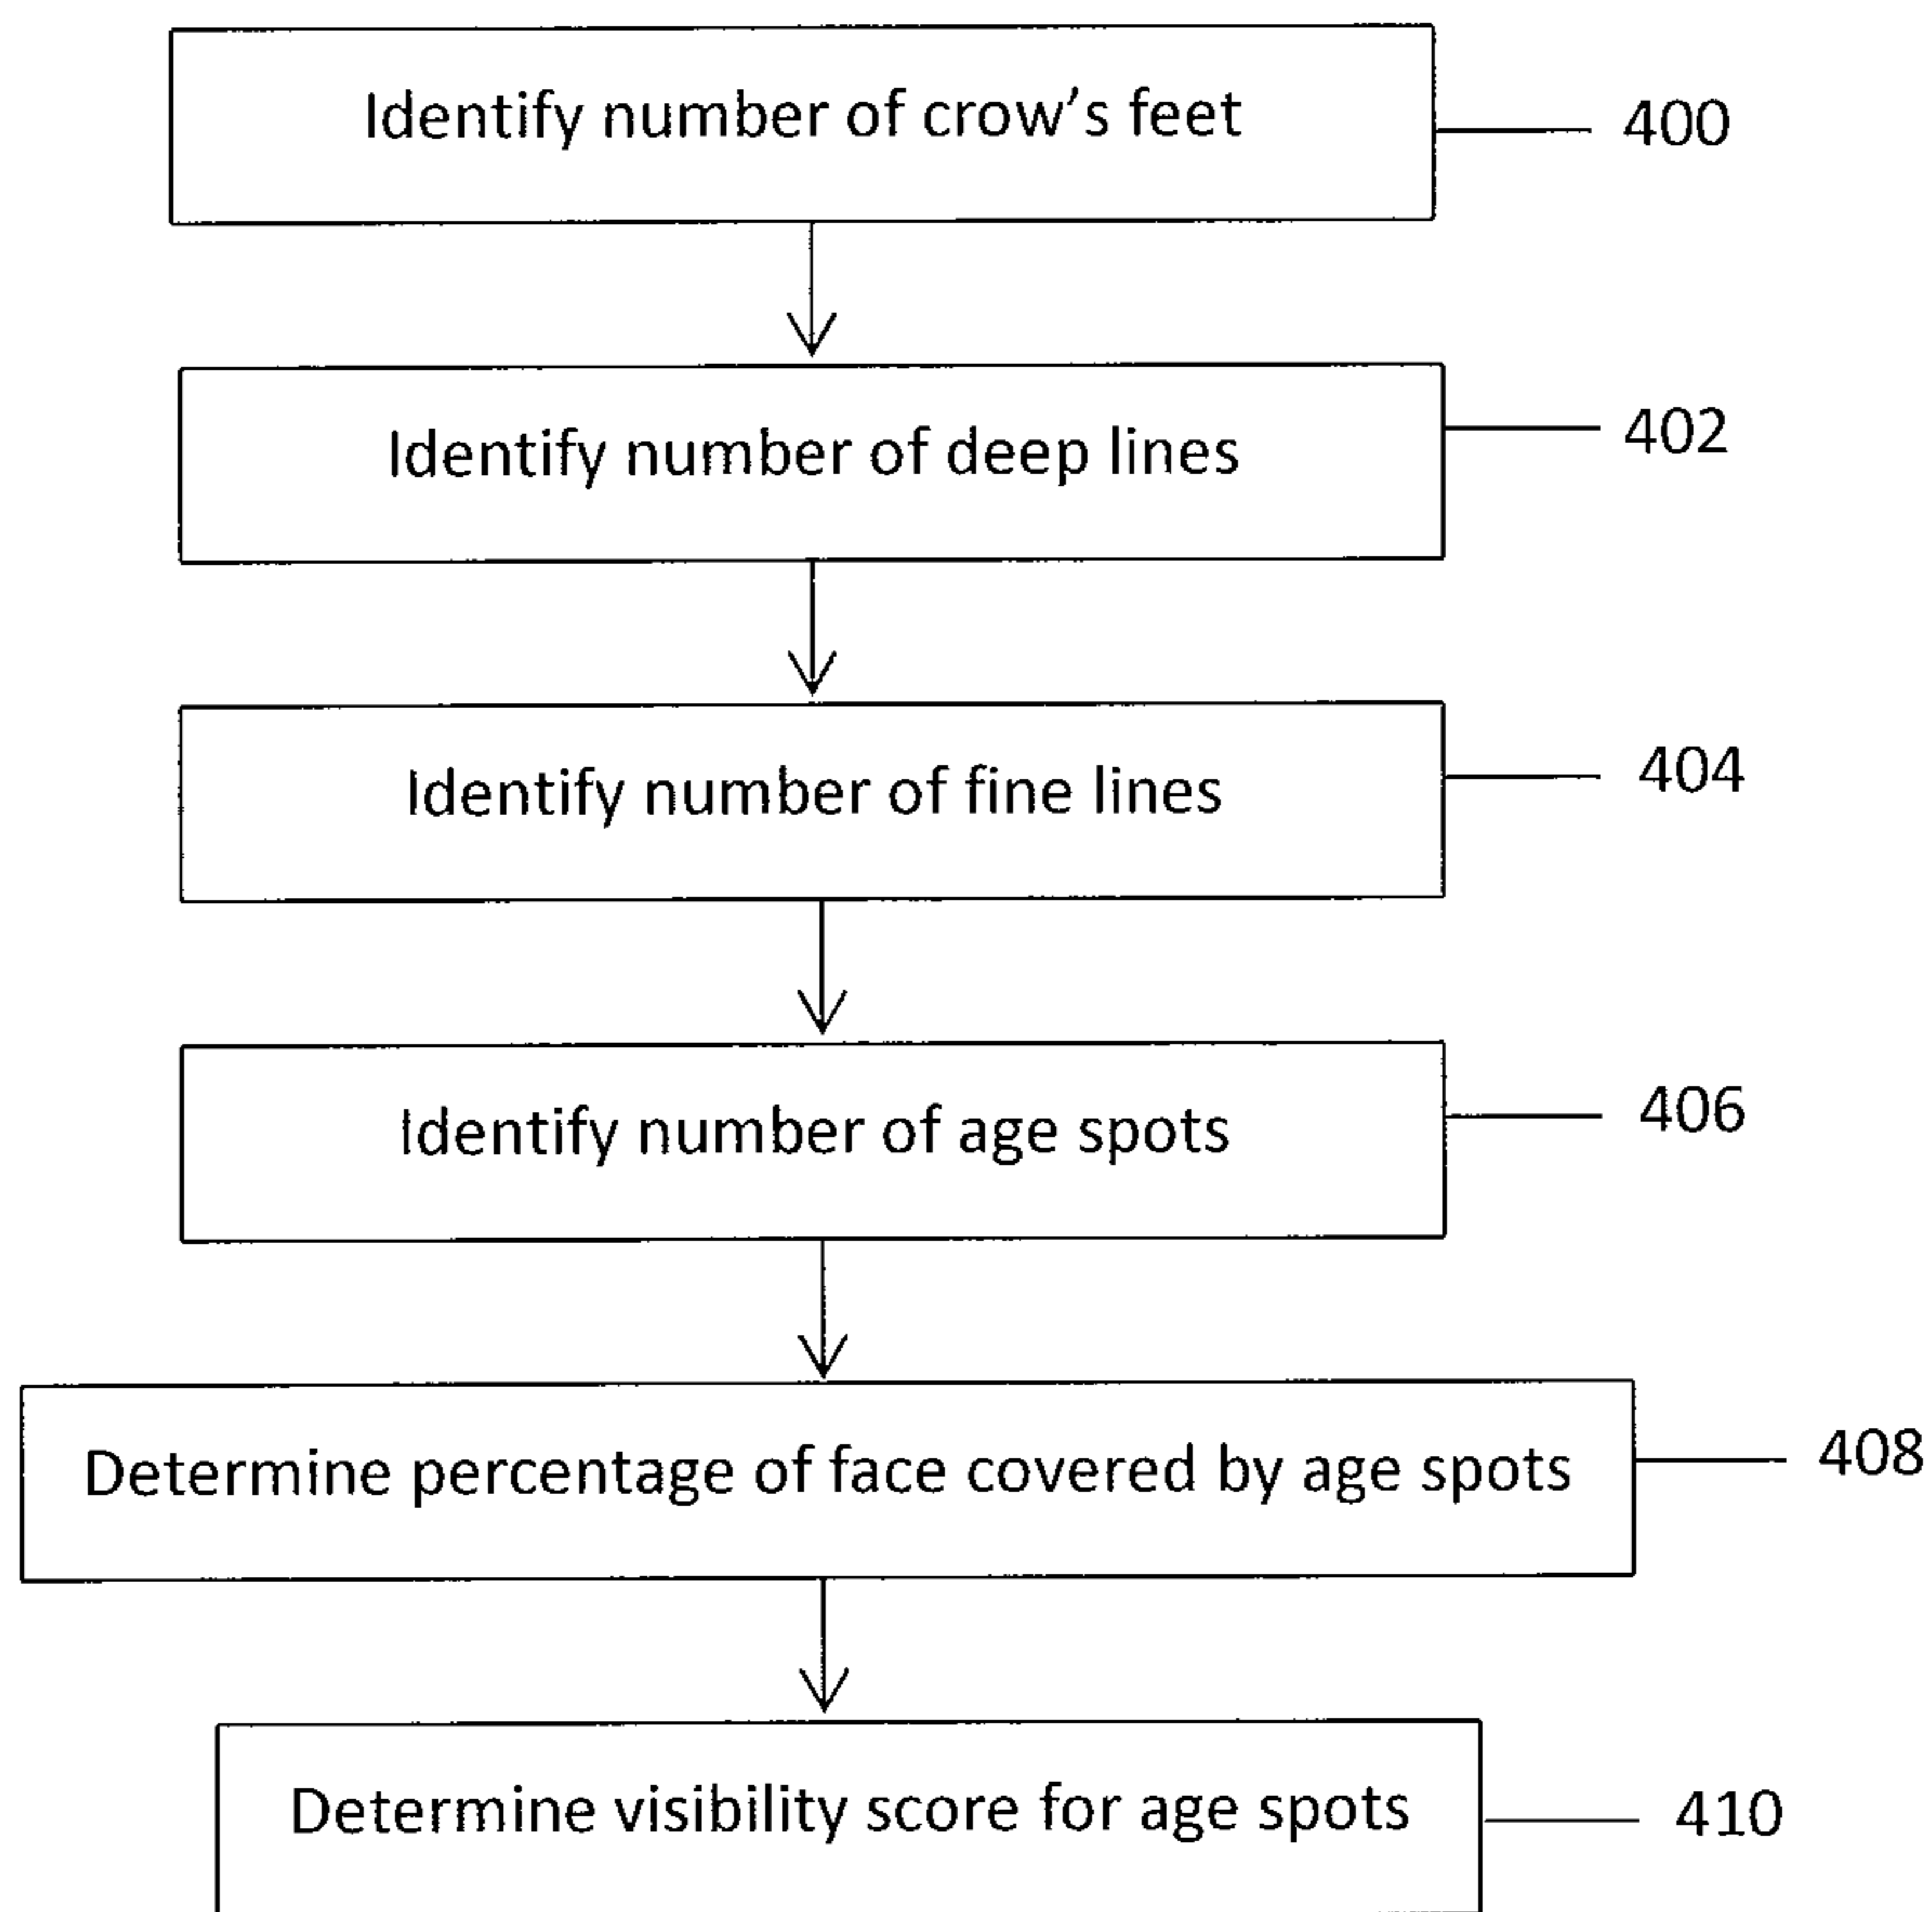 Identify number of crow's feet 400
Identify number of deep lines 402
Identify number of fine lines 404
Identify number of age spots 406
Determine percentage of face covered by age spots 408
Determine visibility score for age spots 410